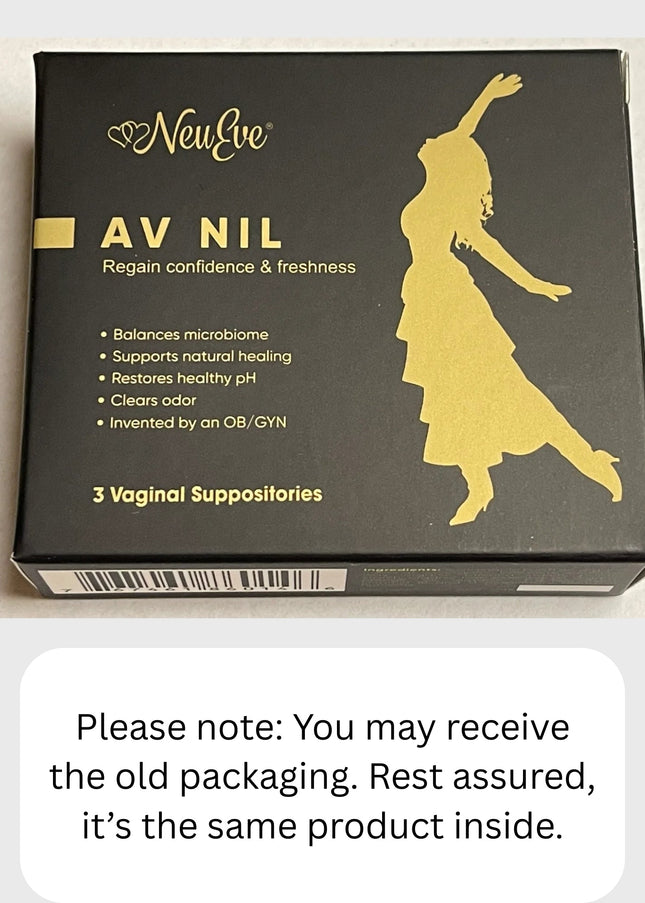 NeuEve®
AV NIL
Regain confidence & freshness
• Balances microbiome
• Supports natural healing
• Restores healthy pH
• Clears odor
• Invented by an OB/GYN
3 Vaginal Suppositories
Ingredients:
Please note: You may receive
the old packaging. Rest assured,
it’s the same product inside.